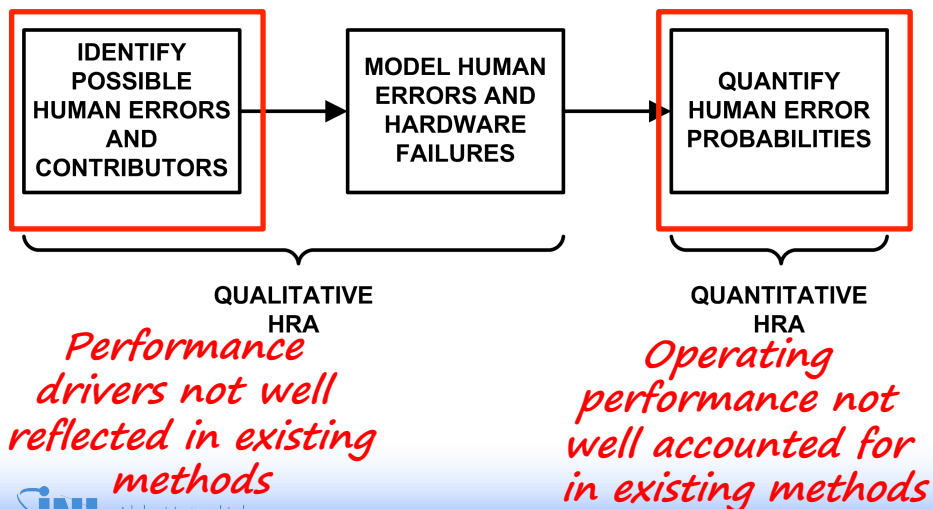 IDENTIFY
POSSIBLE
HUMAN ERRORS
AND
CONTRIBUTORS
MODEL HUMAN
ERRORS AND
HARDWARE
FAILURES
QUANTIFY
HUMAN ERROR
PROBABILITIES
QUALITATIVE
HRA
QUANTITATIVE
HRA
Performance
drivers not well
reflected in existing
methods
Operating
performance not
well accounted for
in existing methods
INL